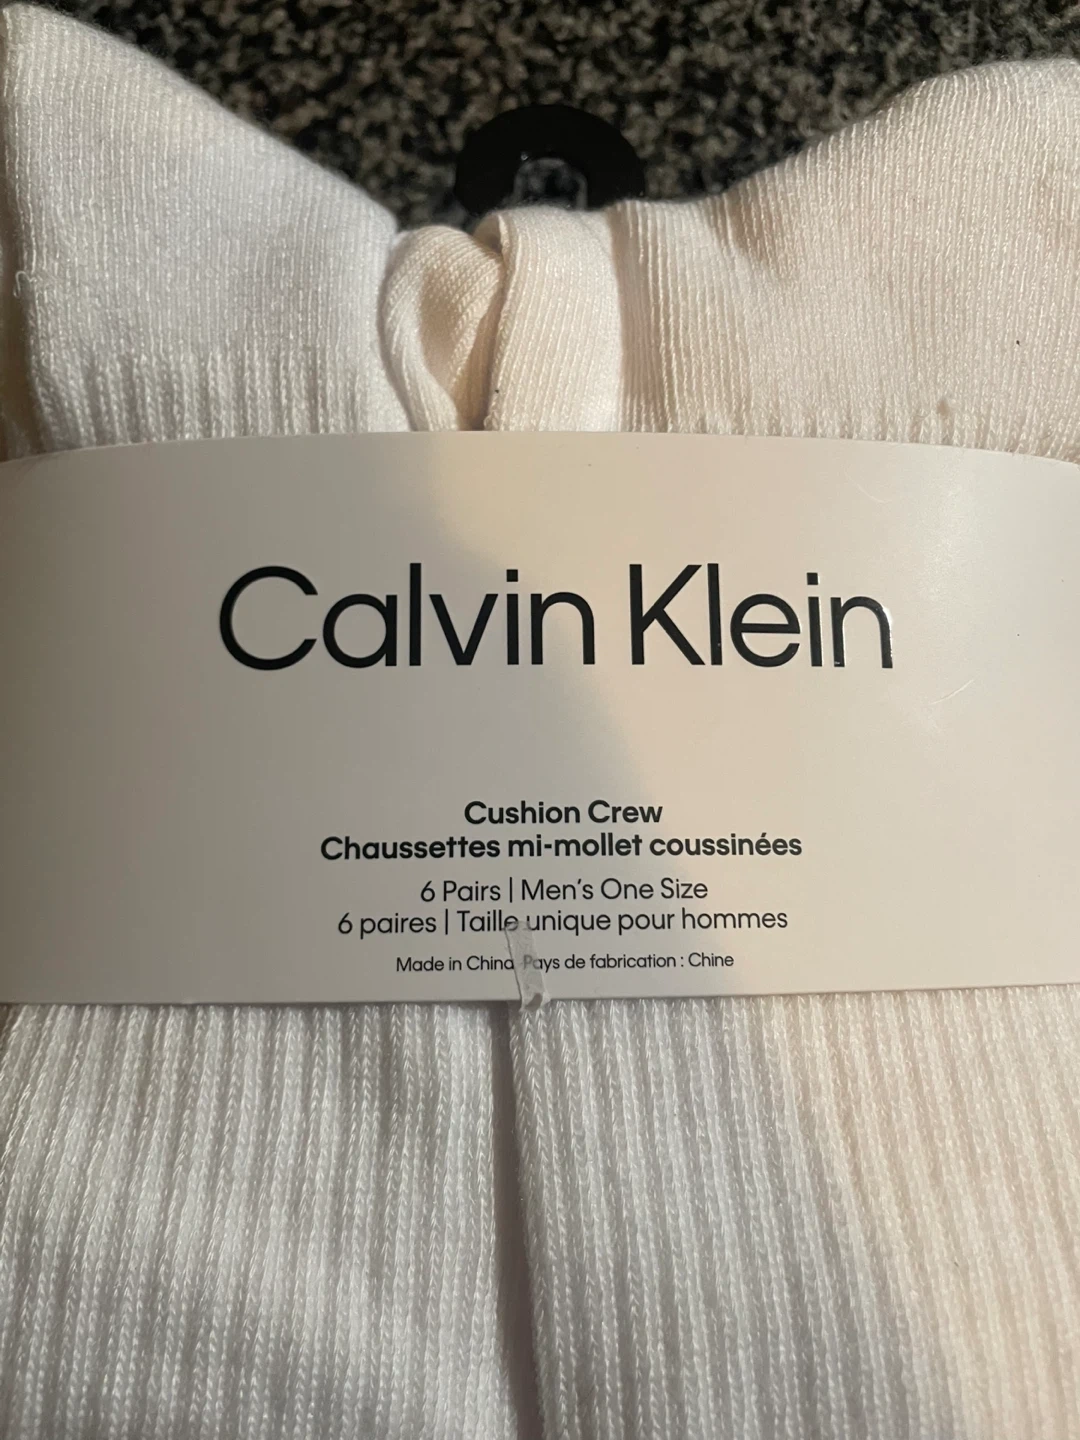 Calvin Klein
Cushion Crew
Chaussettes mi-mollet coussinées
6 Pairs | Men's One Size
6 paires | Taille unique pour hommes
Made in China Pays de fabrication : Chine